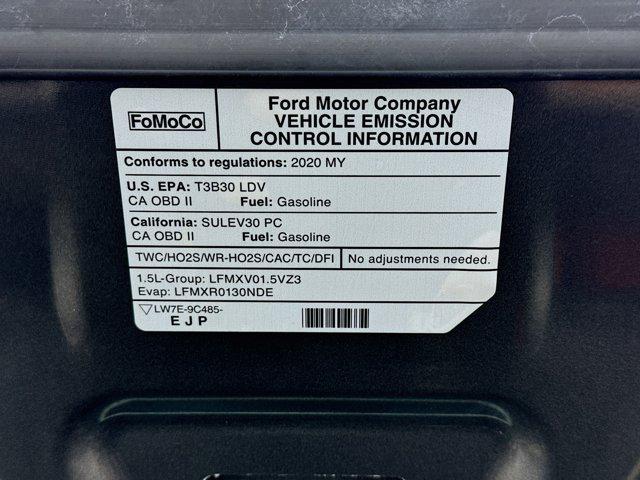 FoMoCo
Ford Motor Company
VEHICLE EMISSION
CONTROL INFORMATION
Conforms to regulations: 2020 MY
U.S. EPA: T3B30 LDV
CA OBD II Fuel: Gasoline
California: SULEV30 PC
CA OBD II Fuel: Gasoline
TWC/HO2S/WR-HO2S/CAC/TC/DFI No adjustments needed.
1.5L-Group: LFMXV01.5VZ3
Evap: LFMXR0130NDE
LW7E-9C485-
E J P